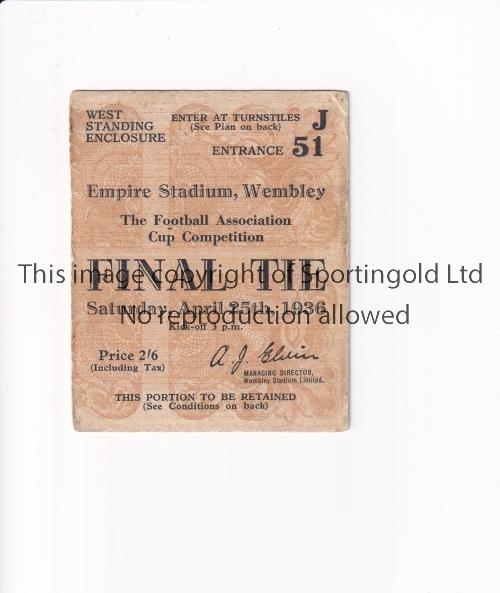 WEST
STANDING
ENCLOSURE
ENTER AT TURNSTILES J
(See Plan on back)
ENTRANCE 51
Empire Stadium, Wembley
The Football Association
Cup Competition
FINAL TIE
This image copyright of Sportingold Ltd
Saturday, April 25th, 1936
No reproduction allowed
Kick-off 3 p.m.
Price 2/6
(Including Tax)
A. J. Elvin
MANAGING DIRECTOR,
Wembley Stadium Limited.
THIS PORTION TO BE RETAINED
(See Conditions on back)